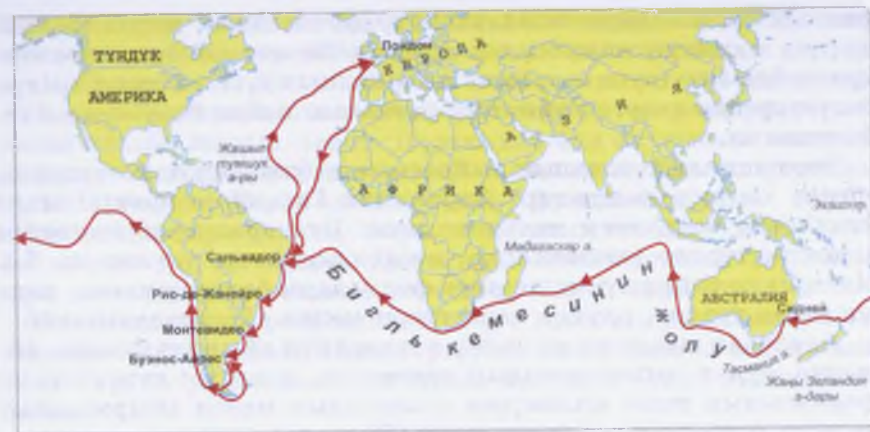 ТҮНДҮК
АМЕРИКА
Лондон
ЕВРОПА
АЗИЯ
Жашыл
тумшук
а-ры
АФРИКА
Мадагаскар а.
Сальвадор
Рио-де-Жанейро
Монтевидео
Буэнос-Айрес
Бигль кемесинин жолу
АВСТРАЛИЯ
Сидней
Тасмания а.
Жаңы Зеландия
а-дары